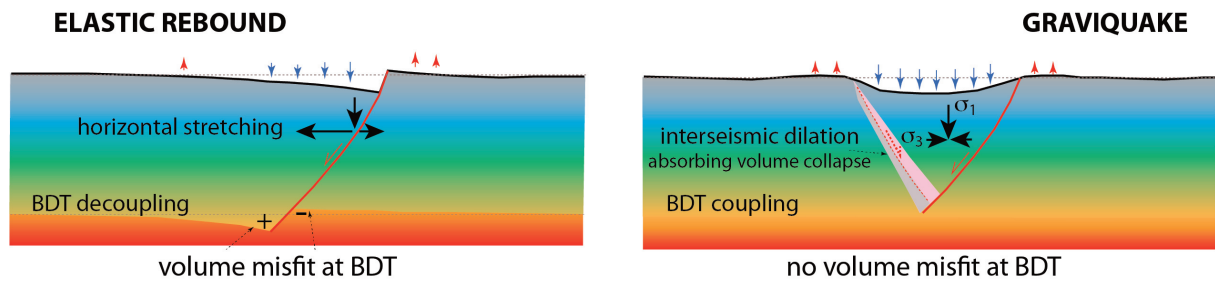 ELASTIC REBOUND
horizontal stretching
BDT decoupling
+
-
volume misfit at BDT
GRAVIQUAKE
σ1
σ3
interseismic dilation
absorbing volume collapse
BDT coupling
no volume misfit at BDT